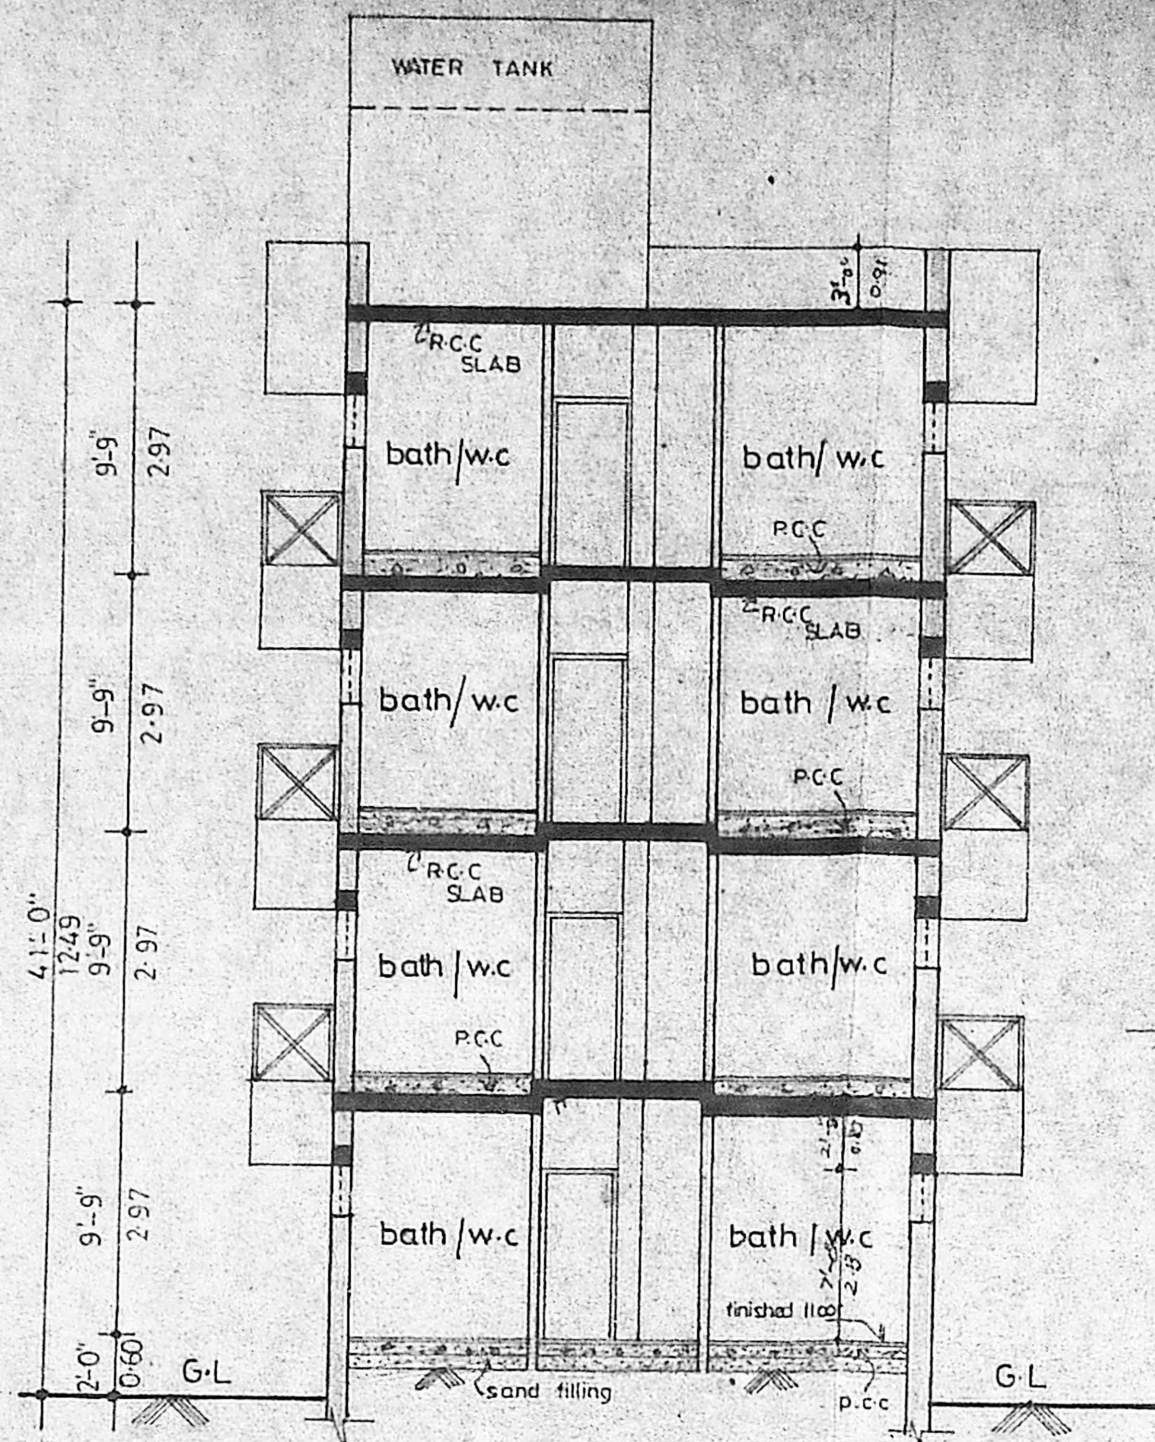 WATER TANK
3'-0"
0.91
R.C.C
SLAB
9'-9"
2.97
bath/w.c
bath/w.c
P.C.C
R.C.C
SLAB
9'-9"
2.97
bath/w.c
bath/w.c
P.C.C
R.C.C
SLAB
41'-0"
12.49
9'-9"
2.97
bath/w.c
bath/w.c
P.C.C
9'-9"
2.97
bath/w.c
bath/w.c
2.13
finished floor
2'-0"
0.60
G.L
sand filling
p.c.c
G.L